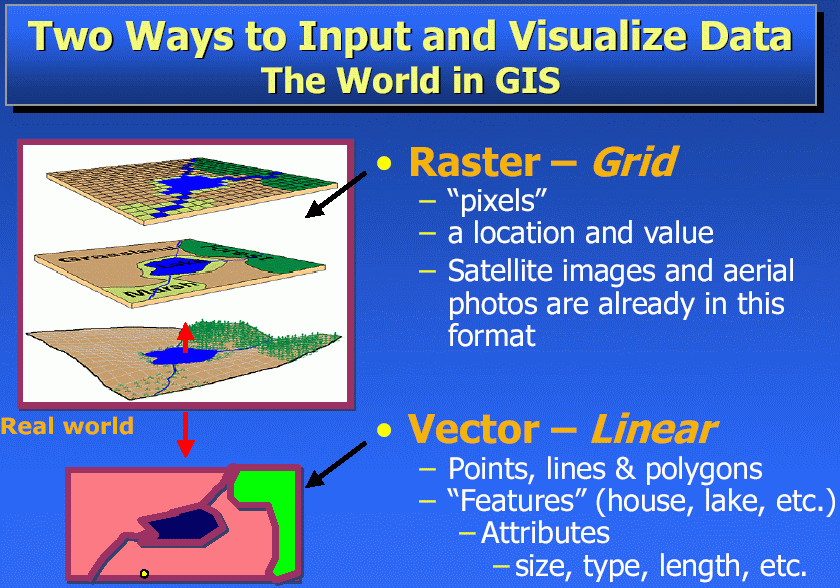 Two Ways to Input and Visualize Data
The World in GIS
• Raster – Grid
– “pixels”
– a location and value
– Satellite images and aerial
photos are already in this
format
Grassland
Marsh
Real world
• Vector – Linear
– Points, lines & polygons
– “Features” (house, lake, etc.)
– Attributes
– size, type, length, etc.